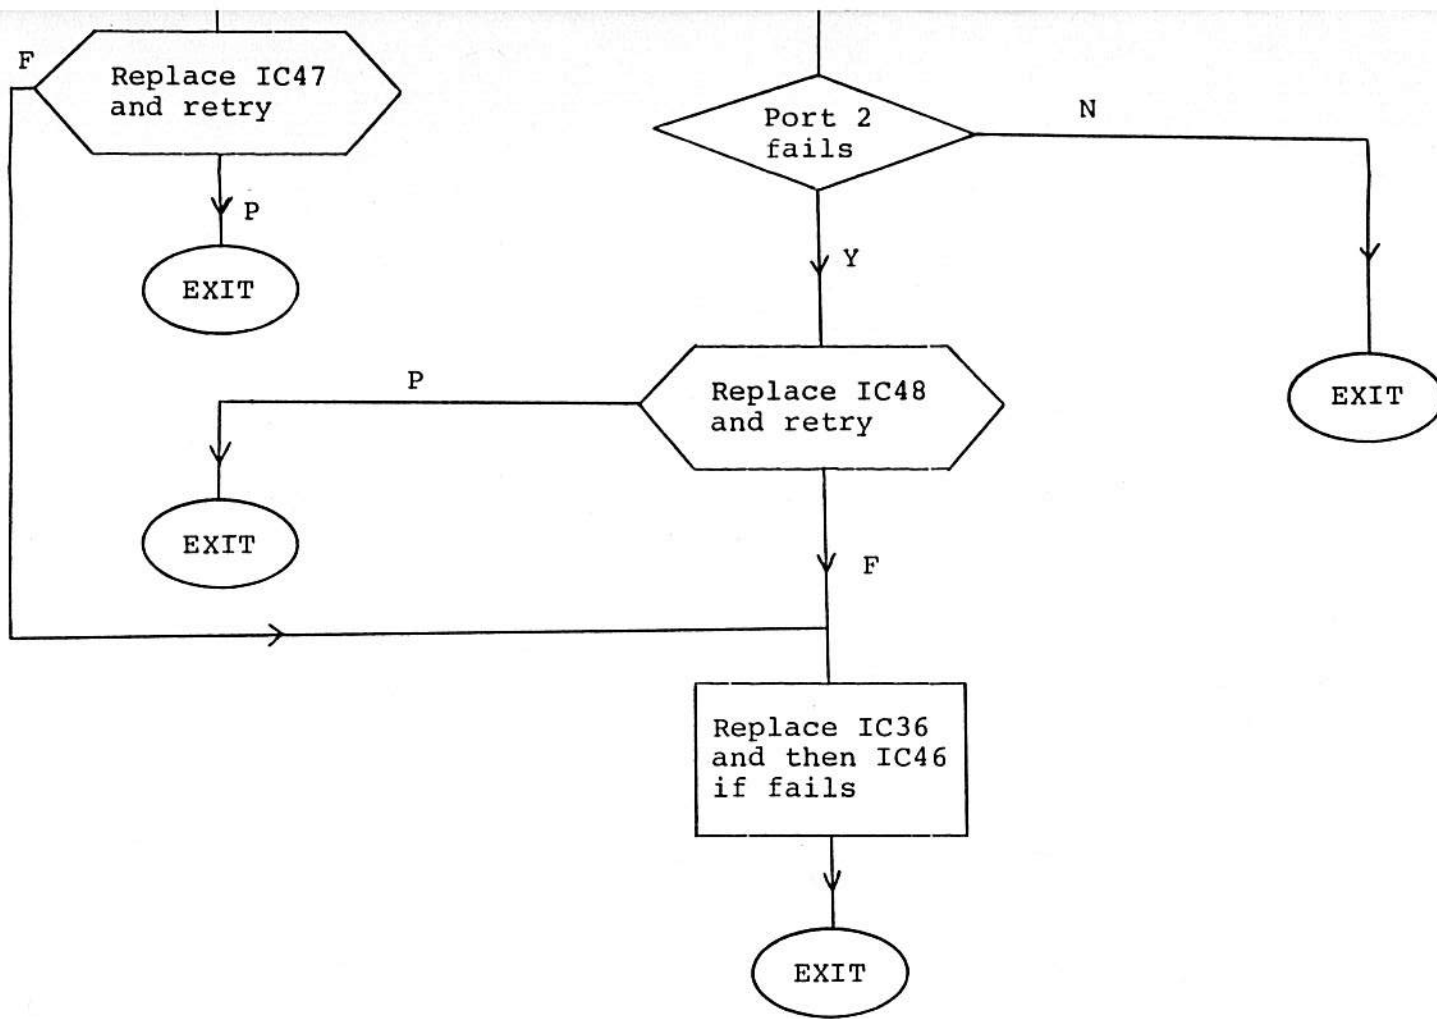 F
Replace IC47
and retry
P
EXIT
Port 2
fails
N
Y
EXIT
P
Replace IC48
and retry
EXIT
F
Replace IC36
and then IC46
if fails
EXIT